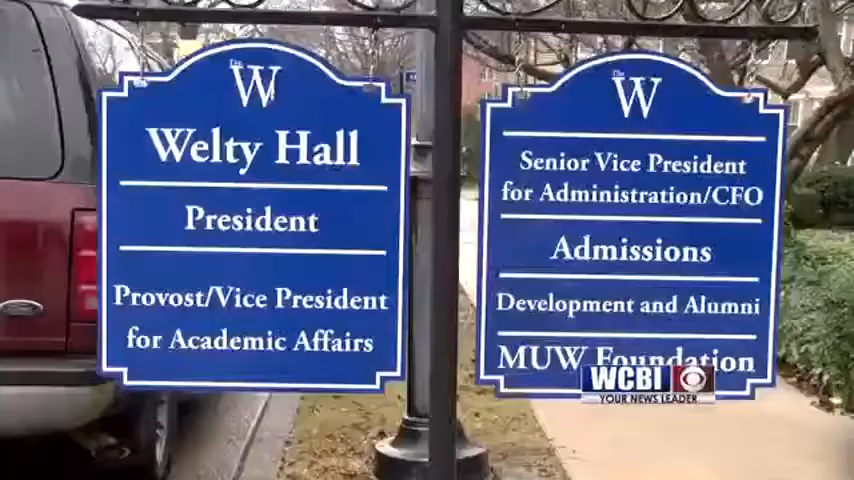 The
W
Welty Hall
President
Provost/Vice President
for Academic Affairs
The
W
Senior Vice President
for Administration/CFO
Admissions
Development and Alumni
MUW Foundation
WCBI
YOUR NEWS LEADER